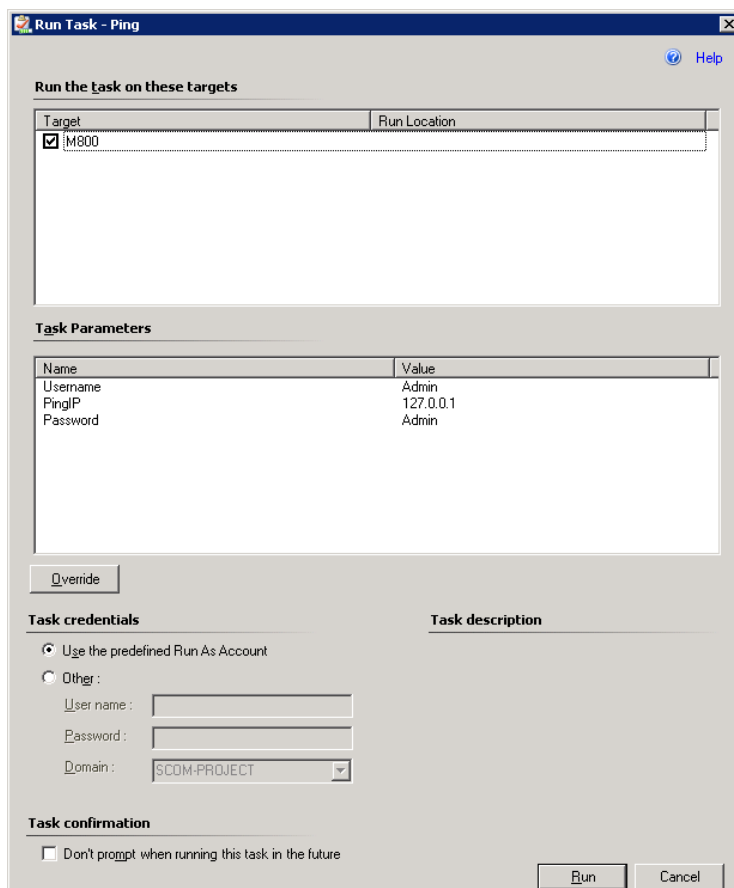 Run Task - Ping
Help
Run the task on these targets
Target Run Location
M800
Task Parameters
Name Value
Username Admin
PingIP 127.0.0.1
Password Admin
Override
Task credentials Task description
Use the predefined Run As Account
Other :
User name :
Password :
Domain : SCOM-PROJECT
Task confirmation
Don't prompt when running this task in the future
Run Cancel